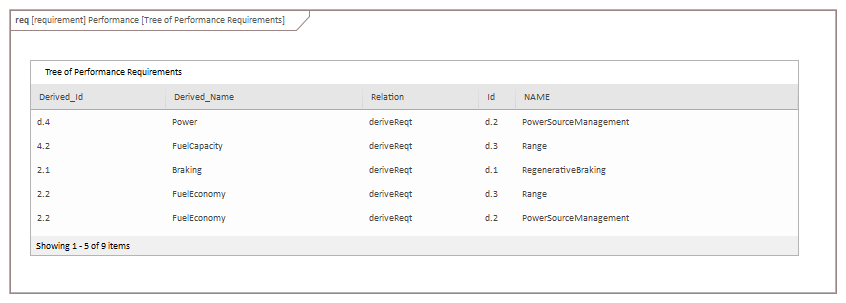 req [requirement] Performance [Tree of Performance Requirements]
Tree of Performance Requirements
Derived_Id Derived_Name Relation Id NAME
d.4 Power deriveReqt d.2 PowerSourceManagement
4.2 FuelCapacity deriveReqt d.3 Range
2.1 Braking deriveReqt d.1 RegenerativeBraking
2.2 FuelEconomy deriveReqt d.3 Range
2.2 FuelEconomy deriveReqt d.2 PowerSourceManagement
Showing 1 - 5 of 9 items